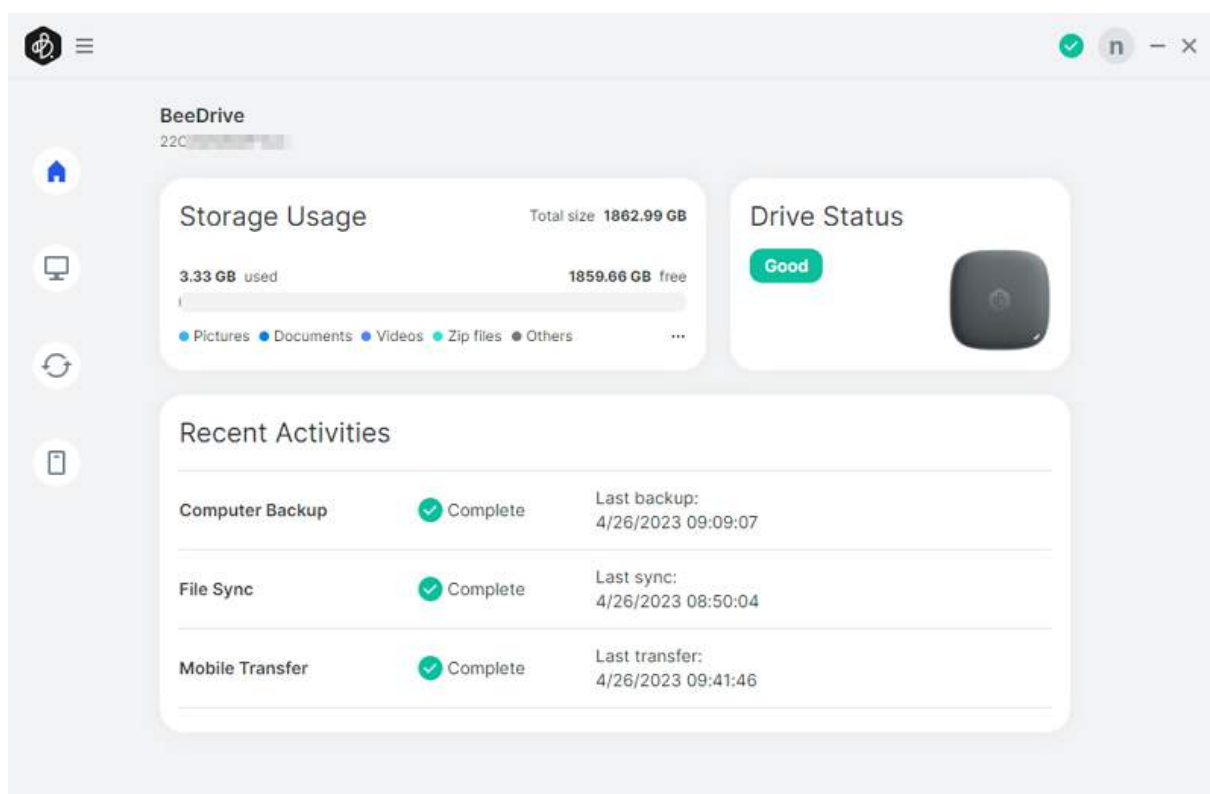 n
BeeDrive
22C
Storage Usage
Total size 1862.99 GB
3.33 GB used
1859.66 GB free
Pictures Documents Videos Zip files Others
Drive Status
Good
Recent Activities
Computer Backup
Complete
Last backup:
4/26/2023 09:09:07
File Sync
Complete
Last sync:
4/26/2023 08:50:04
Mobile Transfer
Complete
Last transfer:
4/26/2023 09:41:46